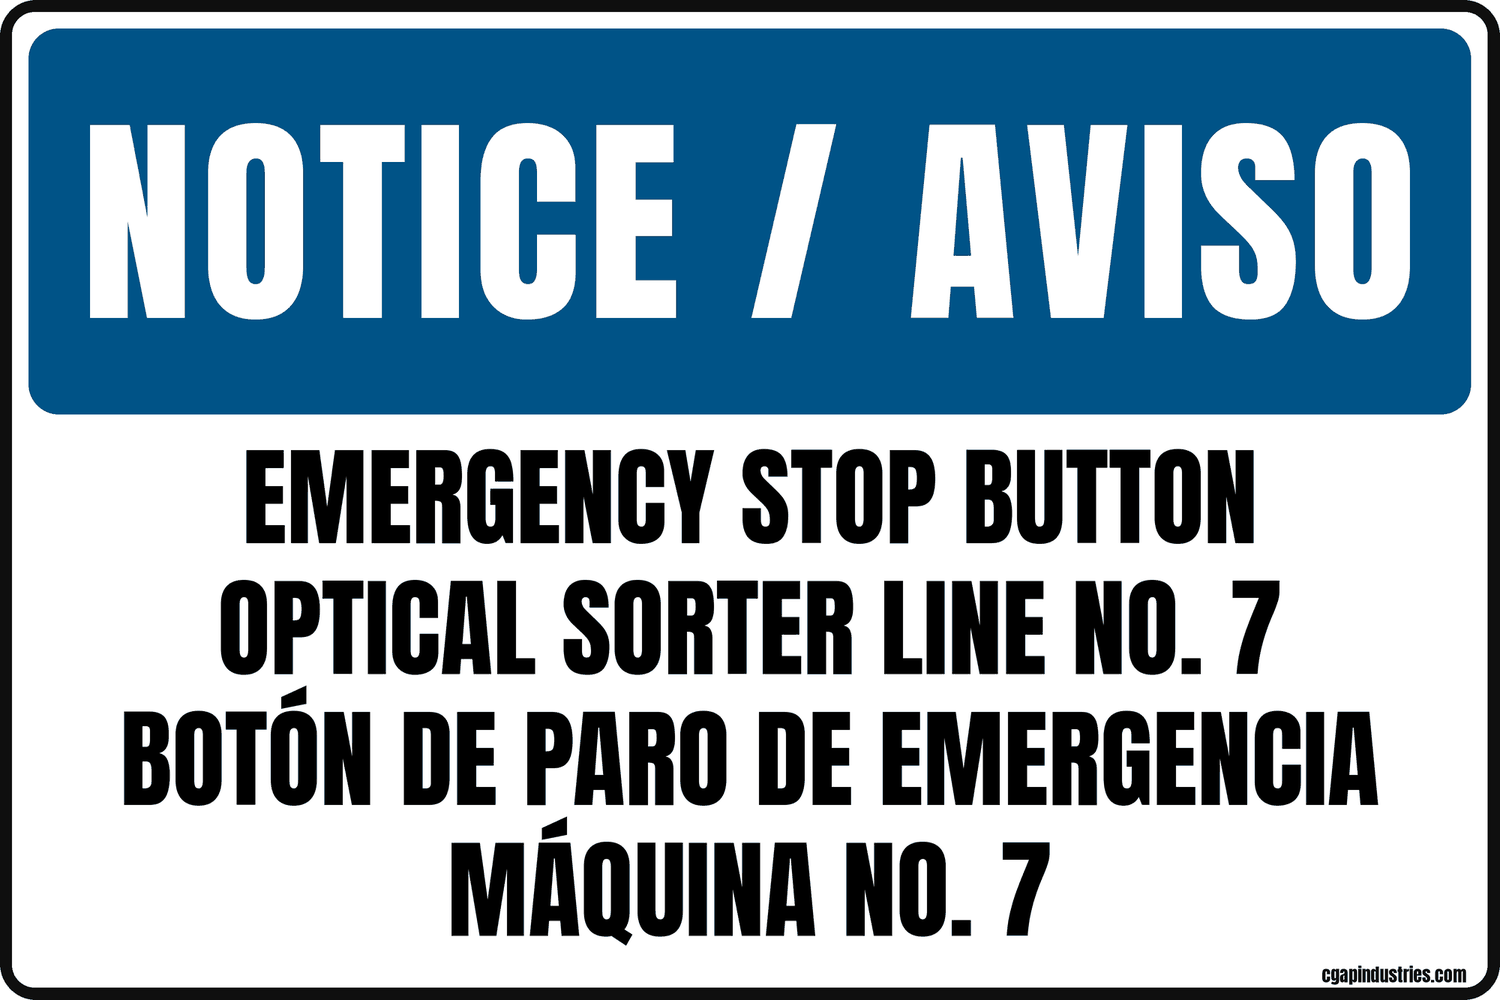 NOTICE / AVISO
EMERGENCY STOP BUTTON
OPTICAL SORTER LINE NO. 7
BOTÓN DE PARO DE EMERGENCIA
MÁQUINA NO. 7
cgapindustries.com